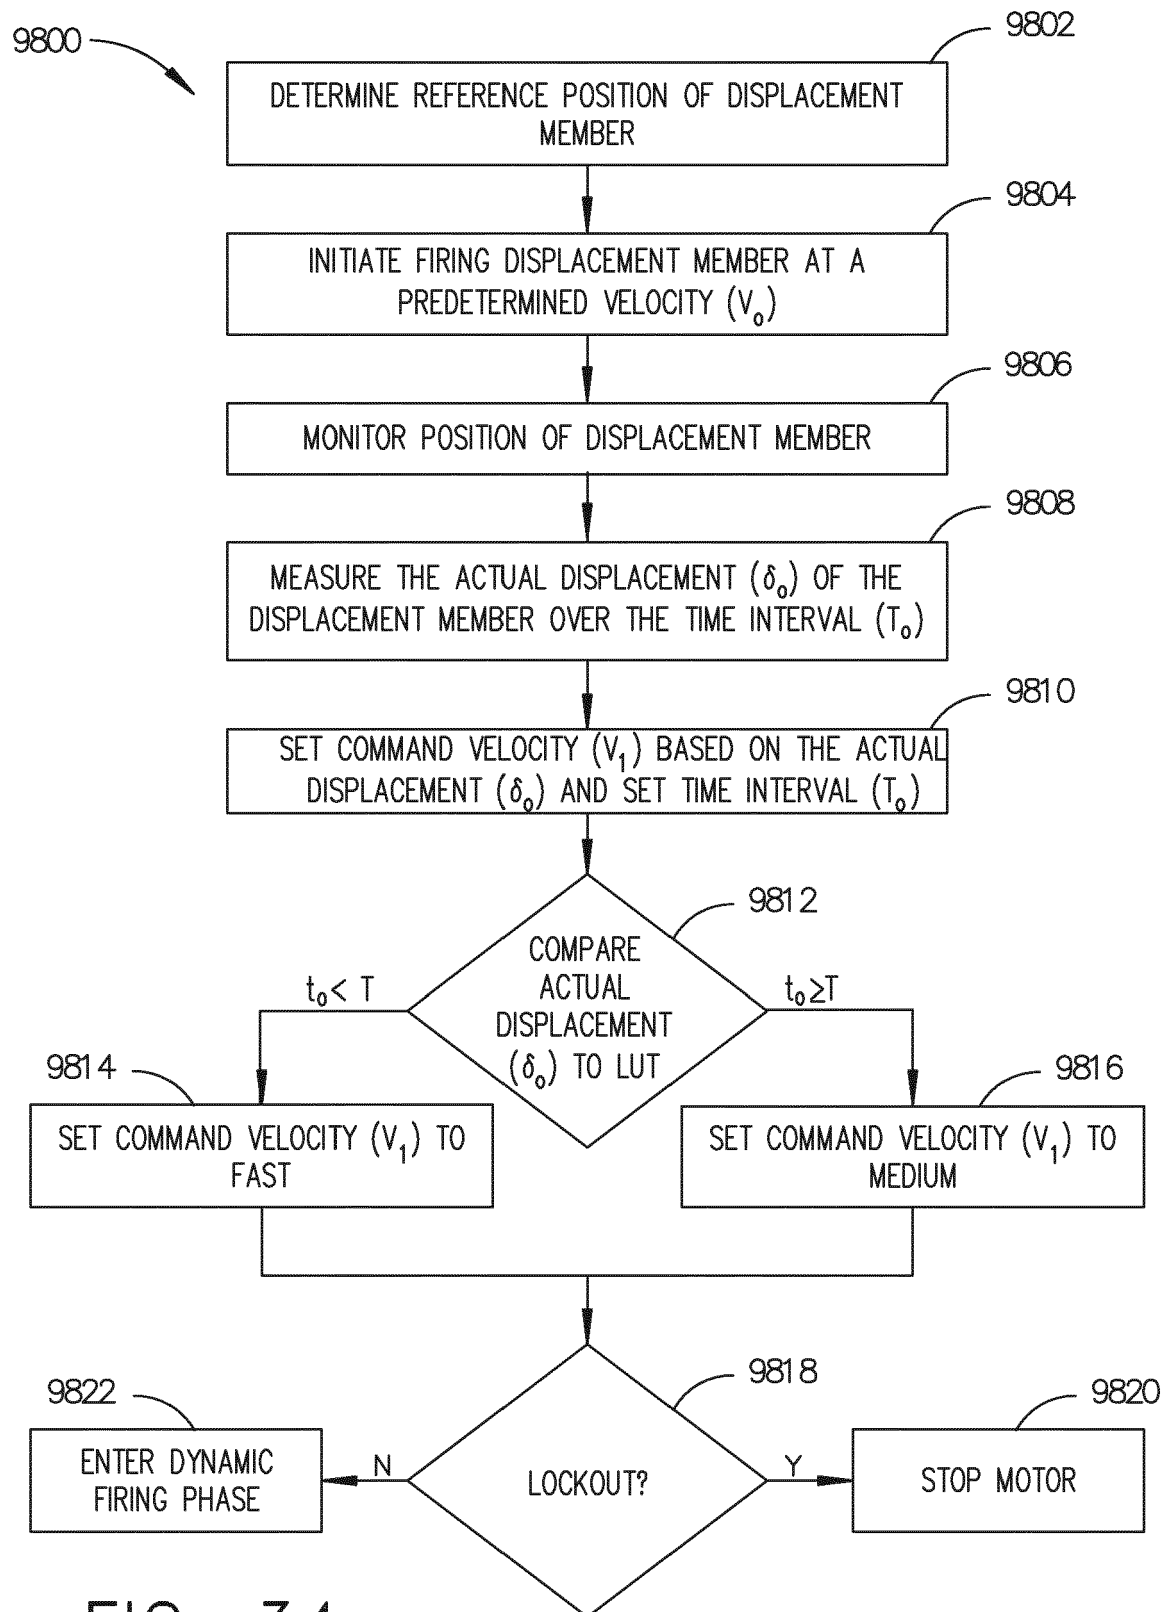 9800
9802
DETERMINE REFERENCE POSITION OF DISPLACEMENT
MEMBER
9804
INITIATE FIRING DISPLACEMENT MEMBER AT A
PREDETERMINED VELOCITY (V₀)
9806
MONITOR POSITION OF DISPLACEMENT MEMBER
9808
MEASURE THE ACTUAL DISPLACEMENT (δ₀) OF THE
DISPLACEMENT MEMBER OVER THE TIME INTERVAL (T₀)
9810
SET COMMAND VELOCITY (V₁) BASED ON THE ACTUAL
DISPLACEMENT (δ₀) AND SET TIME INTERVAL (T₀)
9812
COMPARE
ACTUAL
DISPLACEMENT
(δ₀) TO LUT
t₀< T
t₀≥T
9814
SET COMMAND VELOCITY (V₁) TO
FAST
9816
SET COMMAND VELOCITY (V₁) TO
MEDIUM
9818
LOCKOUT?
N
Y
9822
ENTER DYNAMIC
FIRING PHASE
9820
STOP MOTOR